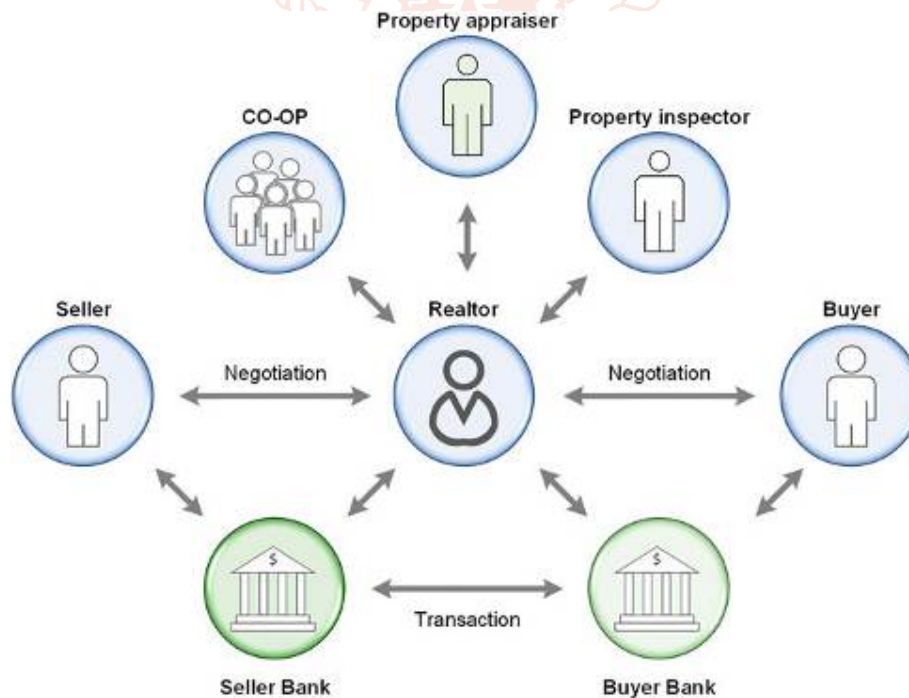 Property appraiser
CO-OP
Property inspector
Seller
Realtor
Buyer
Negotiation
Negotiation
$
$
Transaction
Seller Bank
Buyer Bank